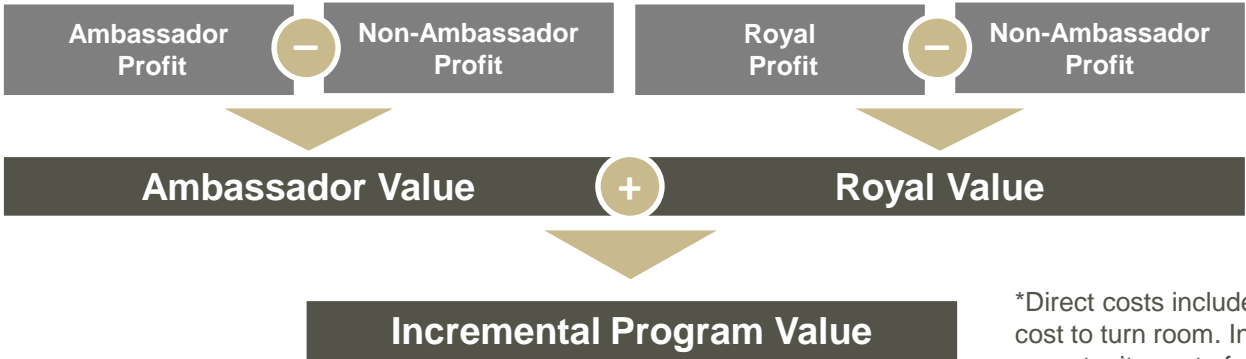 Ambassador
Profit
−
Non-Ambassador
Profit
Royal
Profit
−
Non-Ambassador
Profit
Ambassador Value
+
Royal Value
Incremental Program Value
*Direct costs include
cost to turn room. In